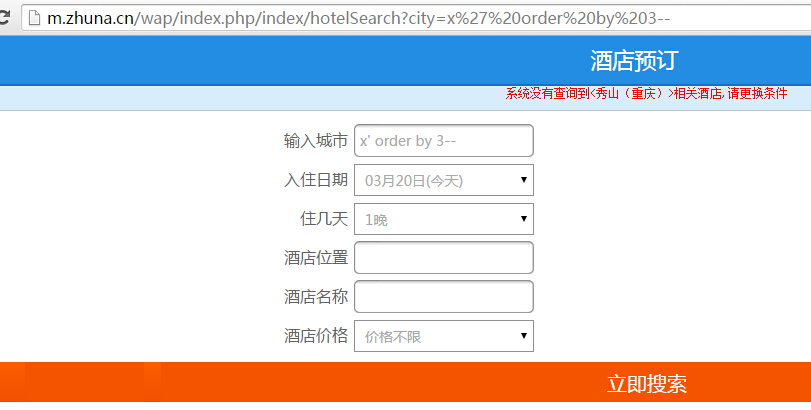 m.zhuna.cn/wap/index.php/index/hotelSearch?city=x%27%20order%20by%203--
酒店预订
系统没有查询到<秀山（重庆）>相关酒店,请更换条件
输入城市 x' order by 3--
入住日期 03月20日(今天)
住几天 1晚
酒店位置
酒店名称
酒店价格 价格不限
立即搜索